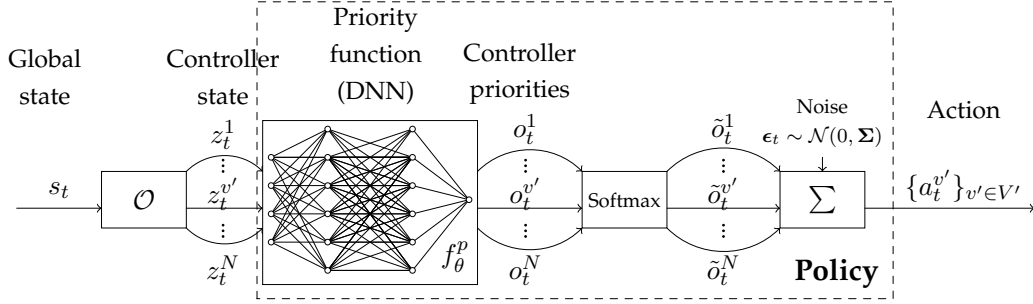 Global
state
Controller
state
Priority
function
(DNN)
Controller
priorities
Noise
ϵ_t ∼ 𝒩(0, Σ)
Action
s_t
𝒪
z_t^1
⋮
z_t^{v′}
⋮
z_t^N
f_θ^p
o_t^1
⋮
o_t^{v′}
⋮
o_t^N
Softmax
õ_t^1
⋮
õ_t^{v′}
⋮
õ_t^N
∑
{a_t^{v′}}_{v′∈V′}
Policy